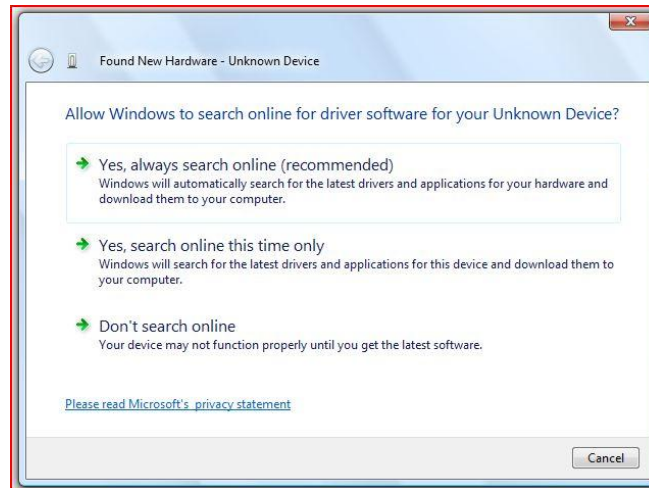 Found New Hardware - Unknown Device
Allow Windows to search online for driver software for your Unknown Device?
Yes, always search online (recommended)
Windows will automatically search for the latest drivers and applications for your hardware and
download them to your computer.
Yes, search online this time only
Windows will search for the latest drivers and applications for this device and download them to
your computer.
Don't search online
Your device may not function properly until you get the latest software.
Please read Microsoft's privacy statement
Cancel